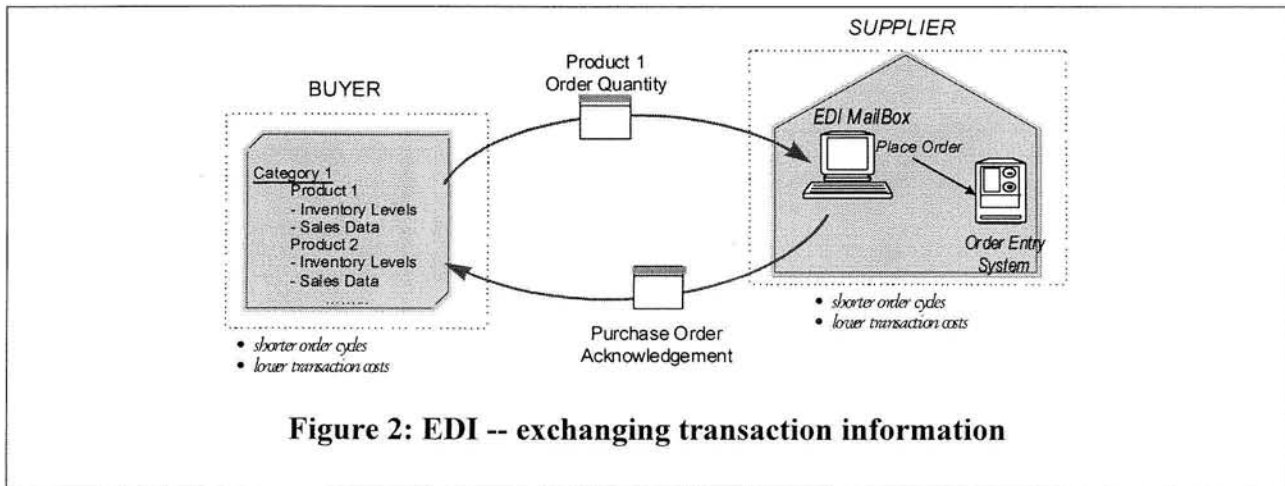 SUPPLIER
Product 1
Order Quantity
BUYER
EDI MailBox
Place Order
Category 1
Product 1
- Inventory Levels
- Sales Data
Product 2
- Inventory Levels
- Sales Data
........
Order Entry
System
• shorter order cycles
• lower transaction costs
Purchase Order
Acknowledgement
• shorter order cycles
• lower transaction costs
Figure 2: EDI -- exchanging transaction information